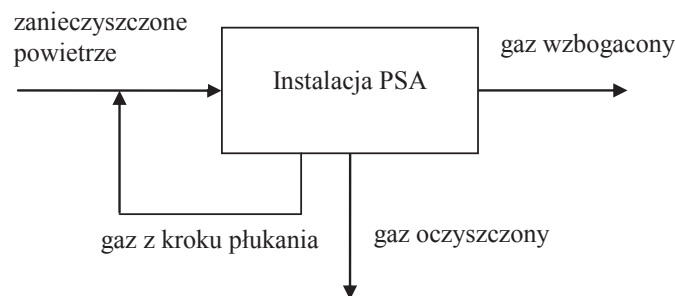 zanieczyszczone
powietrze
gaz wzbogacony
Instalacja PSA
gaz z kroku płukania
gaz oczyszczony